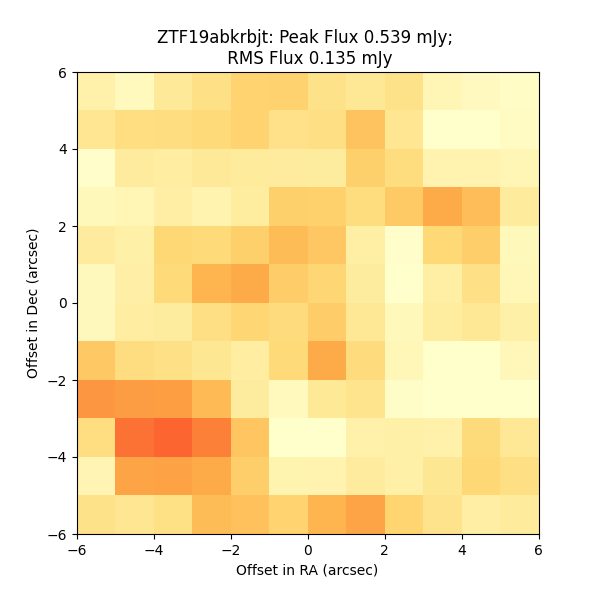 ZTF19abkrbjt: Peak Flux 0.539 mJy;
RMS Flux 0.135 mJy
6
4
2
0
−2
−4
−6
Offset in Dec (arcsec)
−6 −4 −2 0 2 4 6
Offset in RA (arcsec)